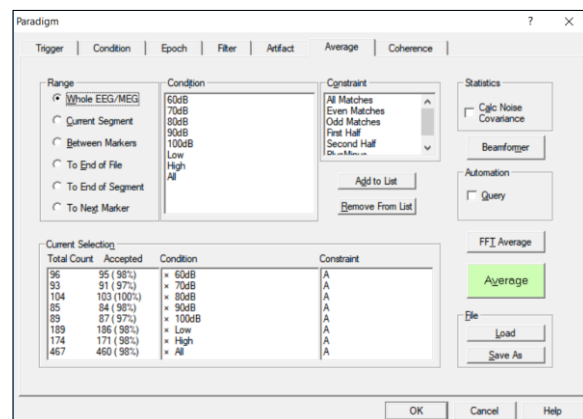 Paradigm
? ×
Trigger Condition Epoch Filter Artifact Average Coherence
Range
Whole EEG/MEG
Current Segment
Between Markers
To End of File
To End of Segment
To Next Marker
Condition
60dB
70dB
80dB
90dB
100dB
Low
High
All
Constraint
All Matches
Even Matches
Odd Matches
First Half
Second Half
Add to List
Remove From List
Statistics
Calc Noise
Covariance
Beamformer
Automation
Query
FFT Average
Average
File
Load
Save As
Current Selection
Total Count Accepted Condition Constraint
96 95 ( 98%) × 60dB A
93 91 ( 97%) × 70dB A
104 103 (100%) × 80dB A
85 84 ( 98%) × 90dB A
89 87 ( 97%) × 100dB A
189 186 ( 98%) × Low A
174 171 ( 98%) × High A
467 460 ( 98%) × All A
OK Cancel Help